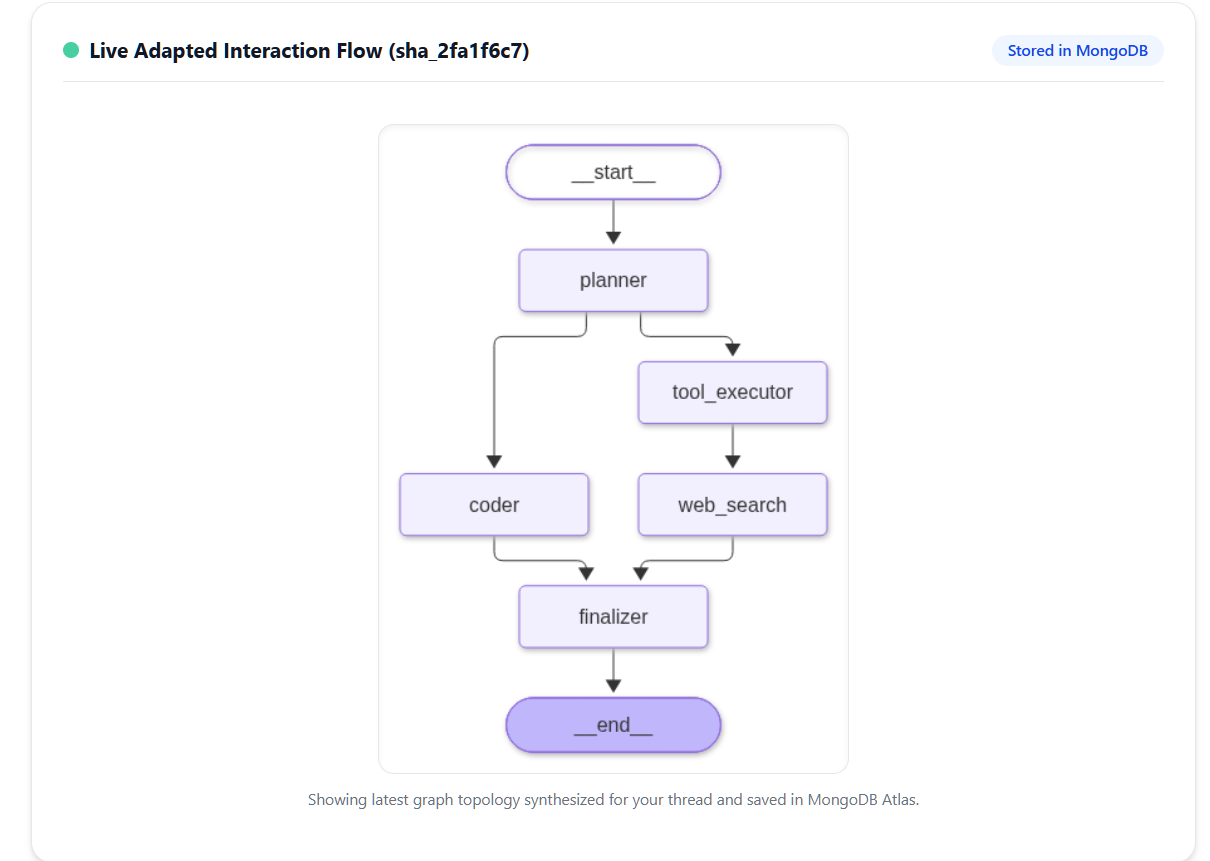 Live Adapted Interaction Flow (sha_2fa1f6c7)
Stored in MongoDB
__start__
planner
tool_executor
coder
web_search
finalizer
__end__
Showing latest graph topology synthesized for your thread and saved in MongoDB Atlas.